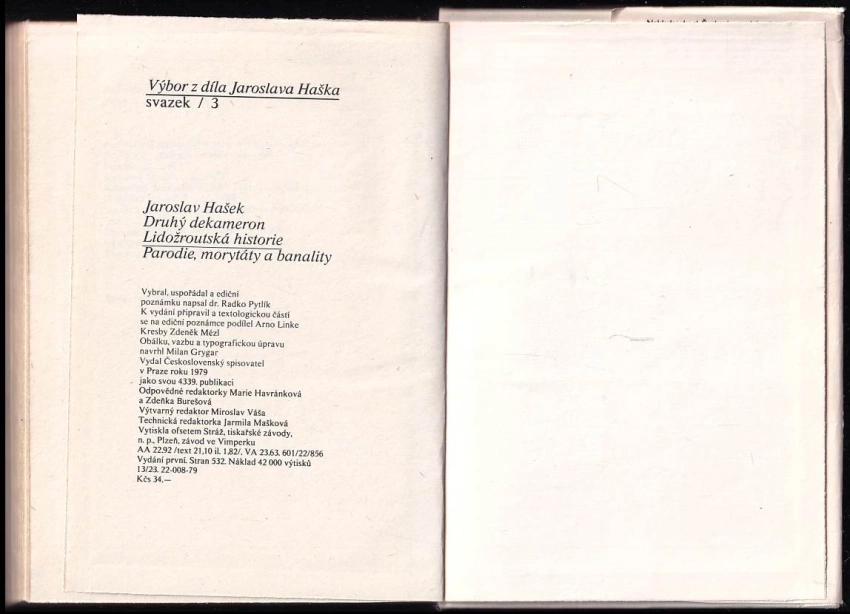 Výbor z díla Jaroslava Haška
svazek / 3
Jaroslav Hašek
Druhý dekameron
Lidožroutská historie
Parodie, morytáty a banality
Vybral, uspořádal a ediční
poznámku napsal dr. Radko Pytlík
K vydání připravil a textologickou částí
se na ediční poznámce podílel Arno Linke
Kresby Zdeněk Mézl
Obálku, vazbu a typografickou úpravu
navrhl Milan Grygar
Vydal Československý spisovatel
v Praze roku 1979
jako svou 4339. publikaci
Odpovědné redaktorky Marie Havránková
a Zdeňka Burešová
Výtvarný redaktor Miroslav Váša
Technická redaktorka Jarmila Mašková
Vytiskla ofsetem Stráž, tiskařské závody,
n. p., Plzeň, závod ve Vimperku
AA 22,92 /text 21,10 il. 1,82/. VA 23,63. 601/22/856
Vydání první. Stran 532. Náklad 42 000 výtisků
13/23. 22-008-79
Kčs 34,—